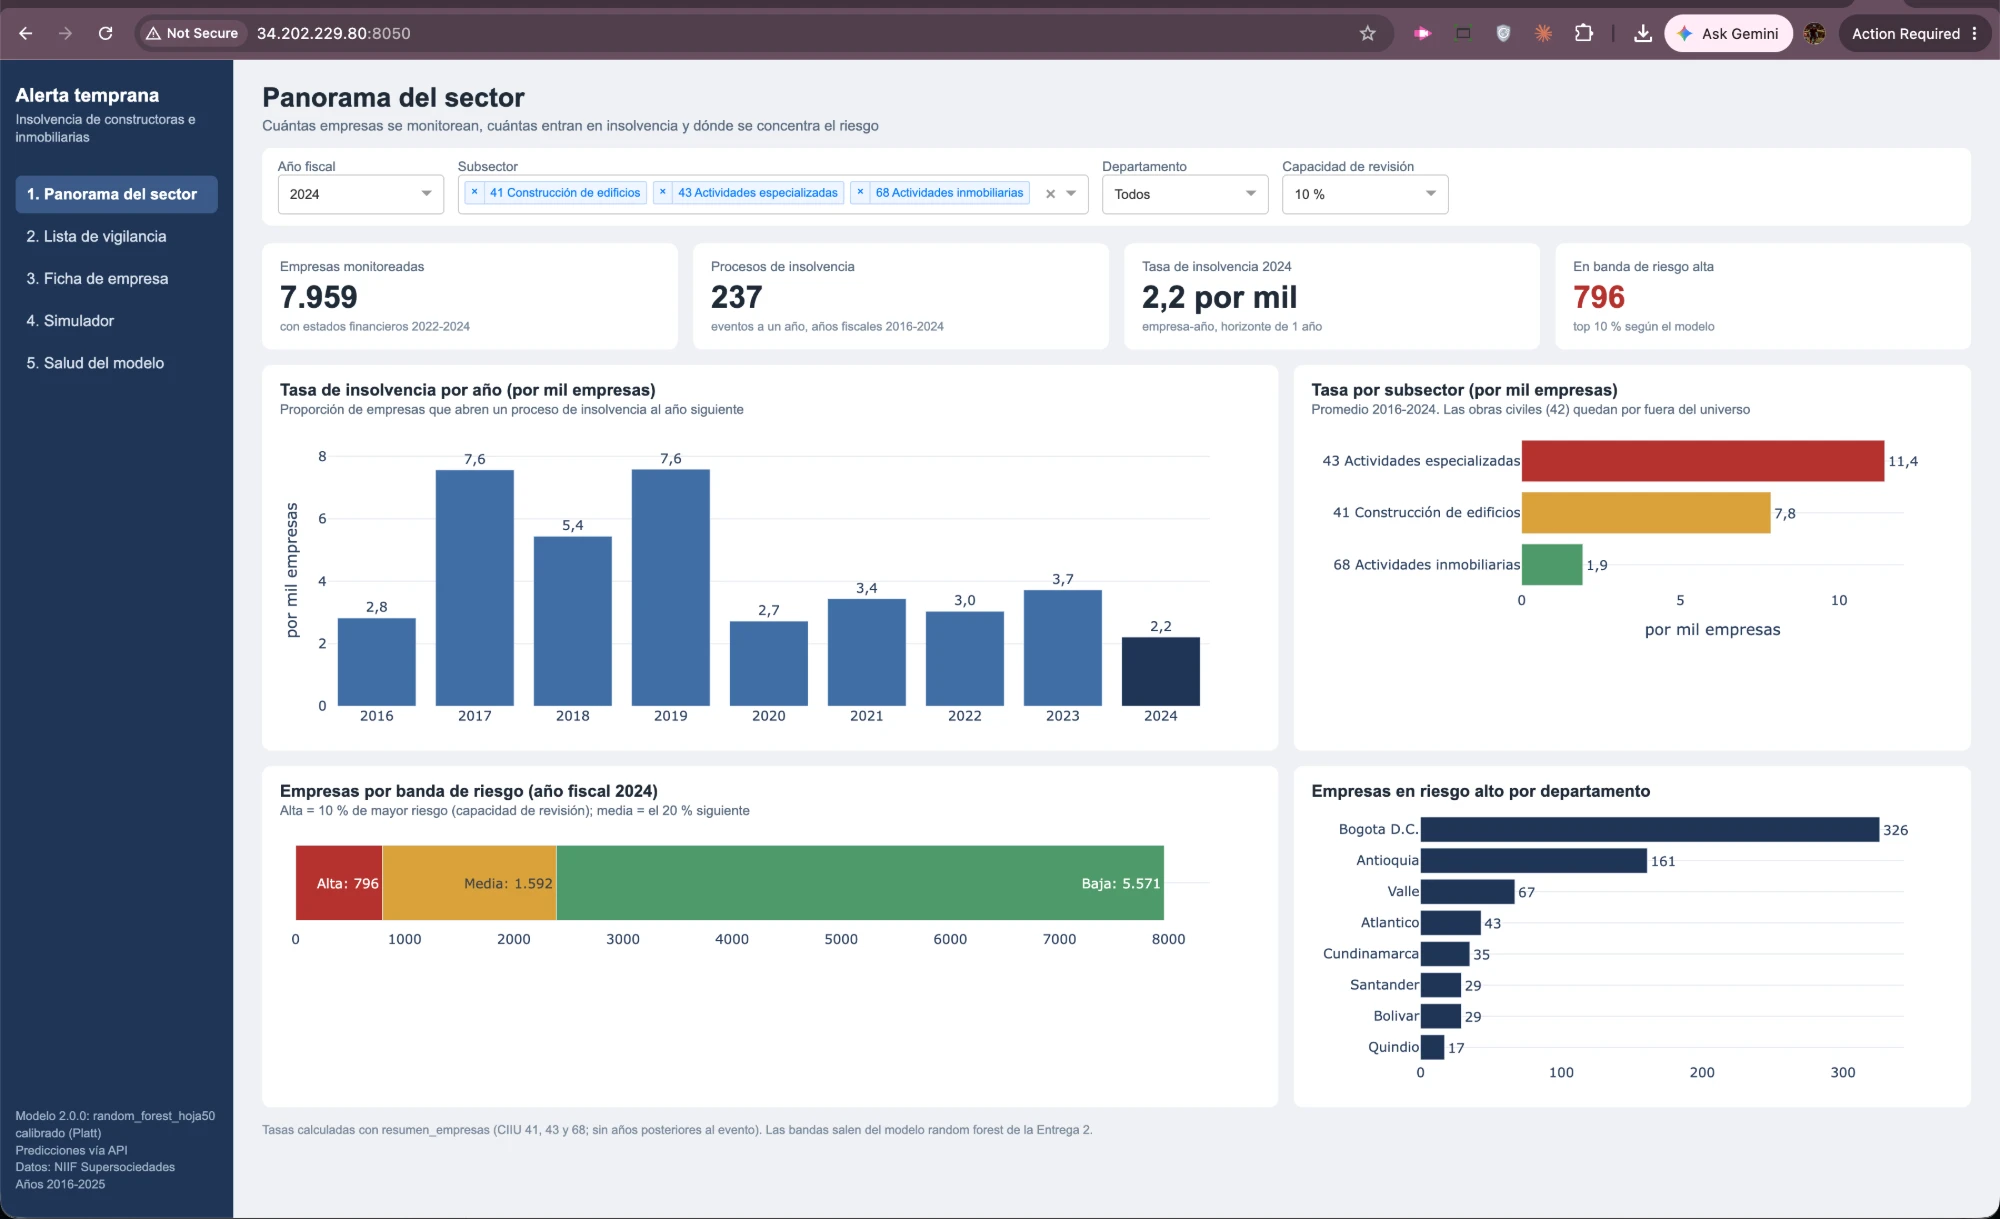 Not Secure
34.202.229.80:8050
Ask Gemini
Action Required
Alerta temprana
Insolvencia de constructoras e
inmobiliarias
1. Panorama del sector
2. Lista de vigilancia
3. Ficha de empresa
4. Simulador
5. Salud del modelo
Modelo 2.0.0: random_forest_hoja50
calibrado (Platt)
Predicciones vía API
Datos: NIIF Supersociedades
Años 2016-2025
Panorama del sector
Cuántas empresas se monitorean, cuántas entran en insolvencia y dónde se concentra el riesgo
Año fiscal
2024
Subsector
× 41 Construcción de edificios × 43 Actividades especializadas × 68 Actividades inmobiliarias ×
Departamento
Todos
Capacidad de revisión
10 %
Empresas monitoreadas
7.959
con estados financieros 2022-2024
Procesos de insolvencia
237
eventos a un año, años fiscales 2016-2024
Tasa de insolvencia 2024
2,2 por mil
empresa-año, horizonte de 1 año
En banda de riesgo alta
796
top 10 % según el modelo
Tasa de insolvencia por año (por mil empresas)
Proporción de empresas que abren un proceso de insolvencia al año siguiente
por mil empresas
8
6
4
2
0
2,8
7,6
5,4
7,6
2,7
3,4
3,0
3,7
2,2
2016 2017 2018 2019 2020 2021 2022 2023 2024
Tasa por subsector (por mil empresas)
Promedio 2016-2024. Las obras civiles (42) quedan por fuera del universo
43 Actividades especializadas 11,4
41 Construcción de edificios 7,8
68 Actividades inmobiliarias 1,9
0 5 10
por mil empresas
Empresas por banda de riesgo (año fiscal 2024)
Alta = 10 % de mayor riesgo (capacidad de revisión); media = el 20 % siguiente
Alta: 796 Media: 1.592 Baja: 5.571
0 1000 2000 3000 4000 5000 6000 7000 8000
Empresas en riesgo alto por departamento
Bogota D.C. 326
Antioquia 161
Valle 67
Atlantico 43
Cundinamarca 35
Santander 29
Bolivar 29
Quindio 17
0 100 200 300
Tasas calculadas con resumen_empresas (CIIU 41, 43 y 68; sin años posteriores al evento). Las bandas salen del modelo random forest de la Entrega 2.